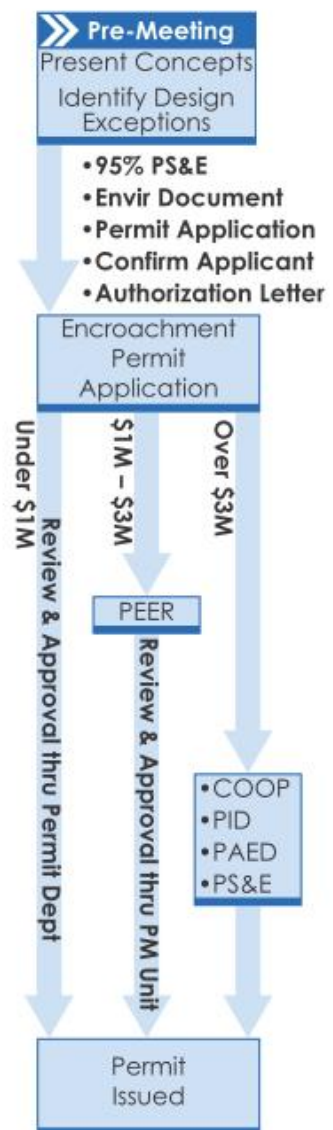 Pre-Meeting
Present Concepts
Identify Design
Exceptions
•95% PS&E
•Envir Document
•Permit Application
•Confirm Applicant
•Authorization Letter
Encroachment
Permit
Application
Under $1M
Review & Approval thru Permit Dept
$1M – $3M
PEER
Review & Approval thru PM Unit
Over $3M
•COOP
•PID
•PAED
•PS&E
Permit
Issued